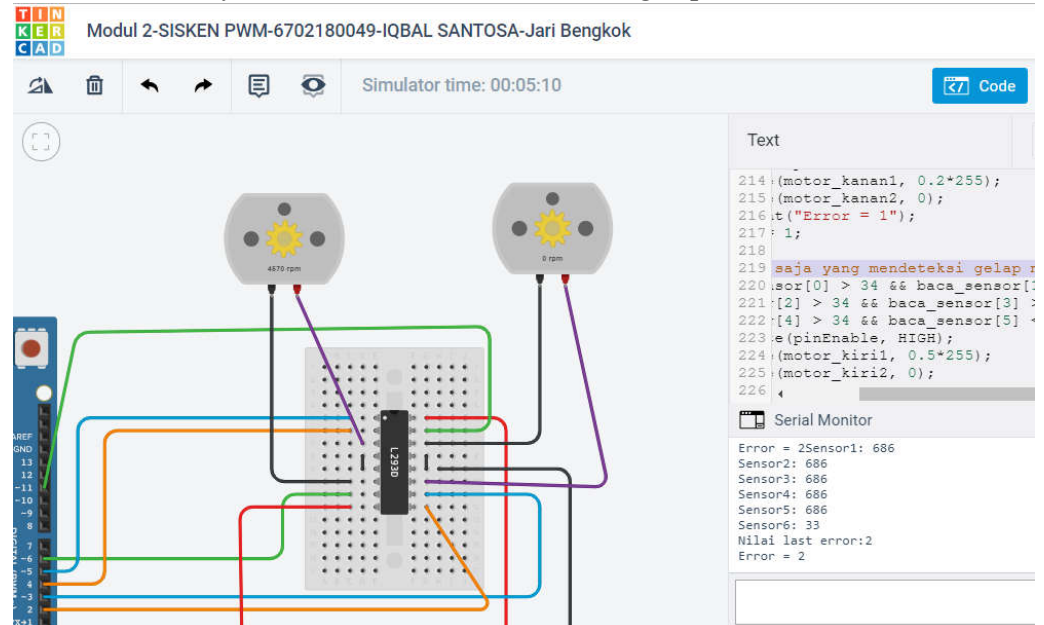 TIN
KER
CAD
Modul 2-SISKEN PWM-6702180049-IQBAL SANTOSA-Jari Bengkok
Simulator time: 00:05:10
Code
Text
214 (motor_kanan1, 0.2*255);
215 (motor_kanan2, 0);
216 t("Error = 1");
217 1;
218
219 saja yang mendeteksi gelap
220 sor[0] > 34 && baca_sensor[
221 [2] > 34 && baca_sensor[3] >
222 [4] > 34 && baca_sensor[5] <
223 e(pinEnable, HIGH);
224 (motor_kiri1, 0.5*255);
225 (motor_kiri2, 0);
226
Serial Monitor
Error = 2Sensor1: 686
Sensor2: 686
Sensor3: 686
Sensor4: 686
Sensor5: 686
Sensor6: 33
Nilai last error:2
Error = 2
4670 rpm
0 rpm
L293D
AREF
GND
13
12
~11
~10
~9
8
7
~6
~5
4
~3
2